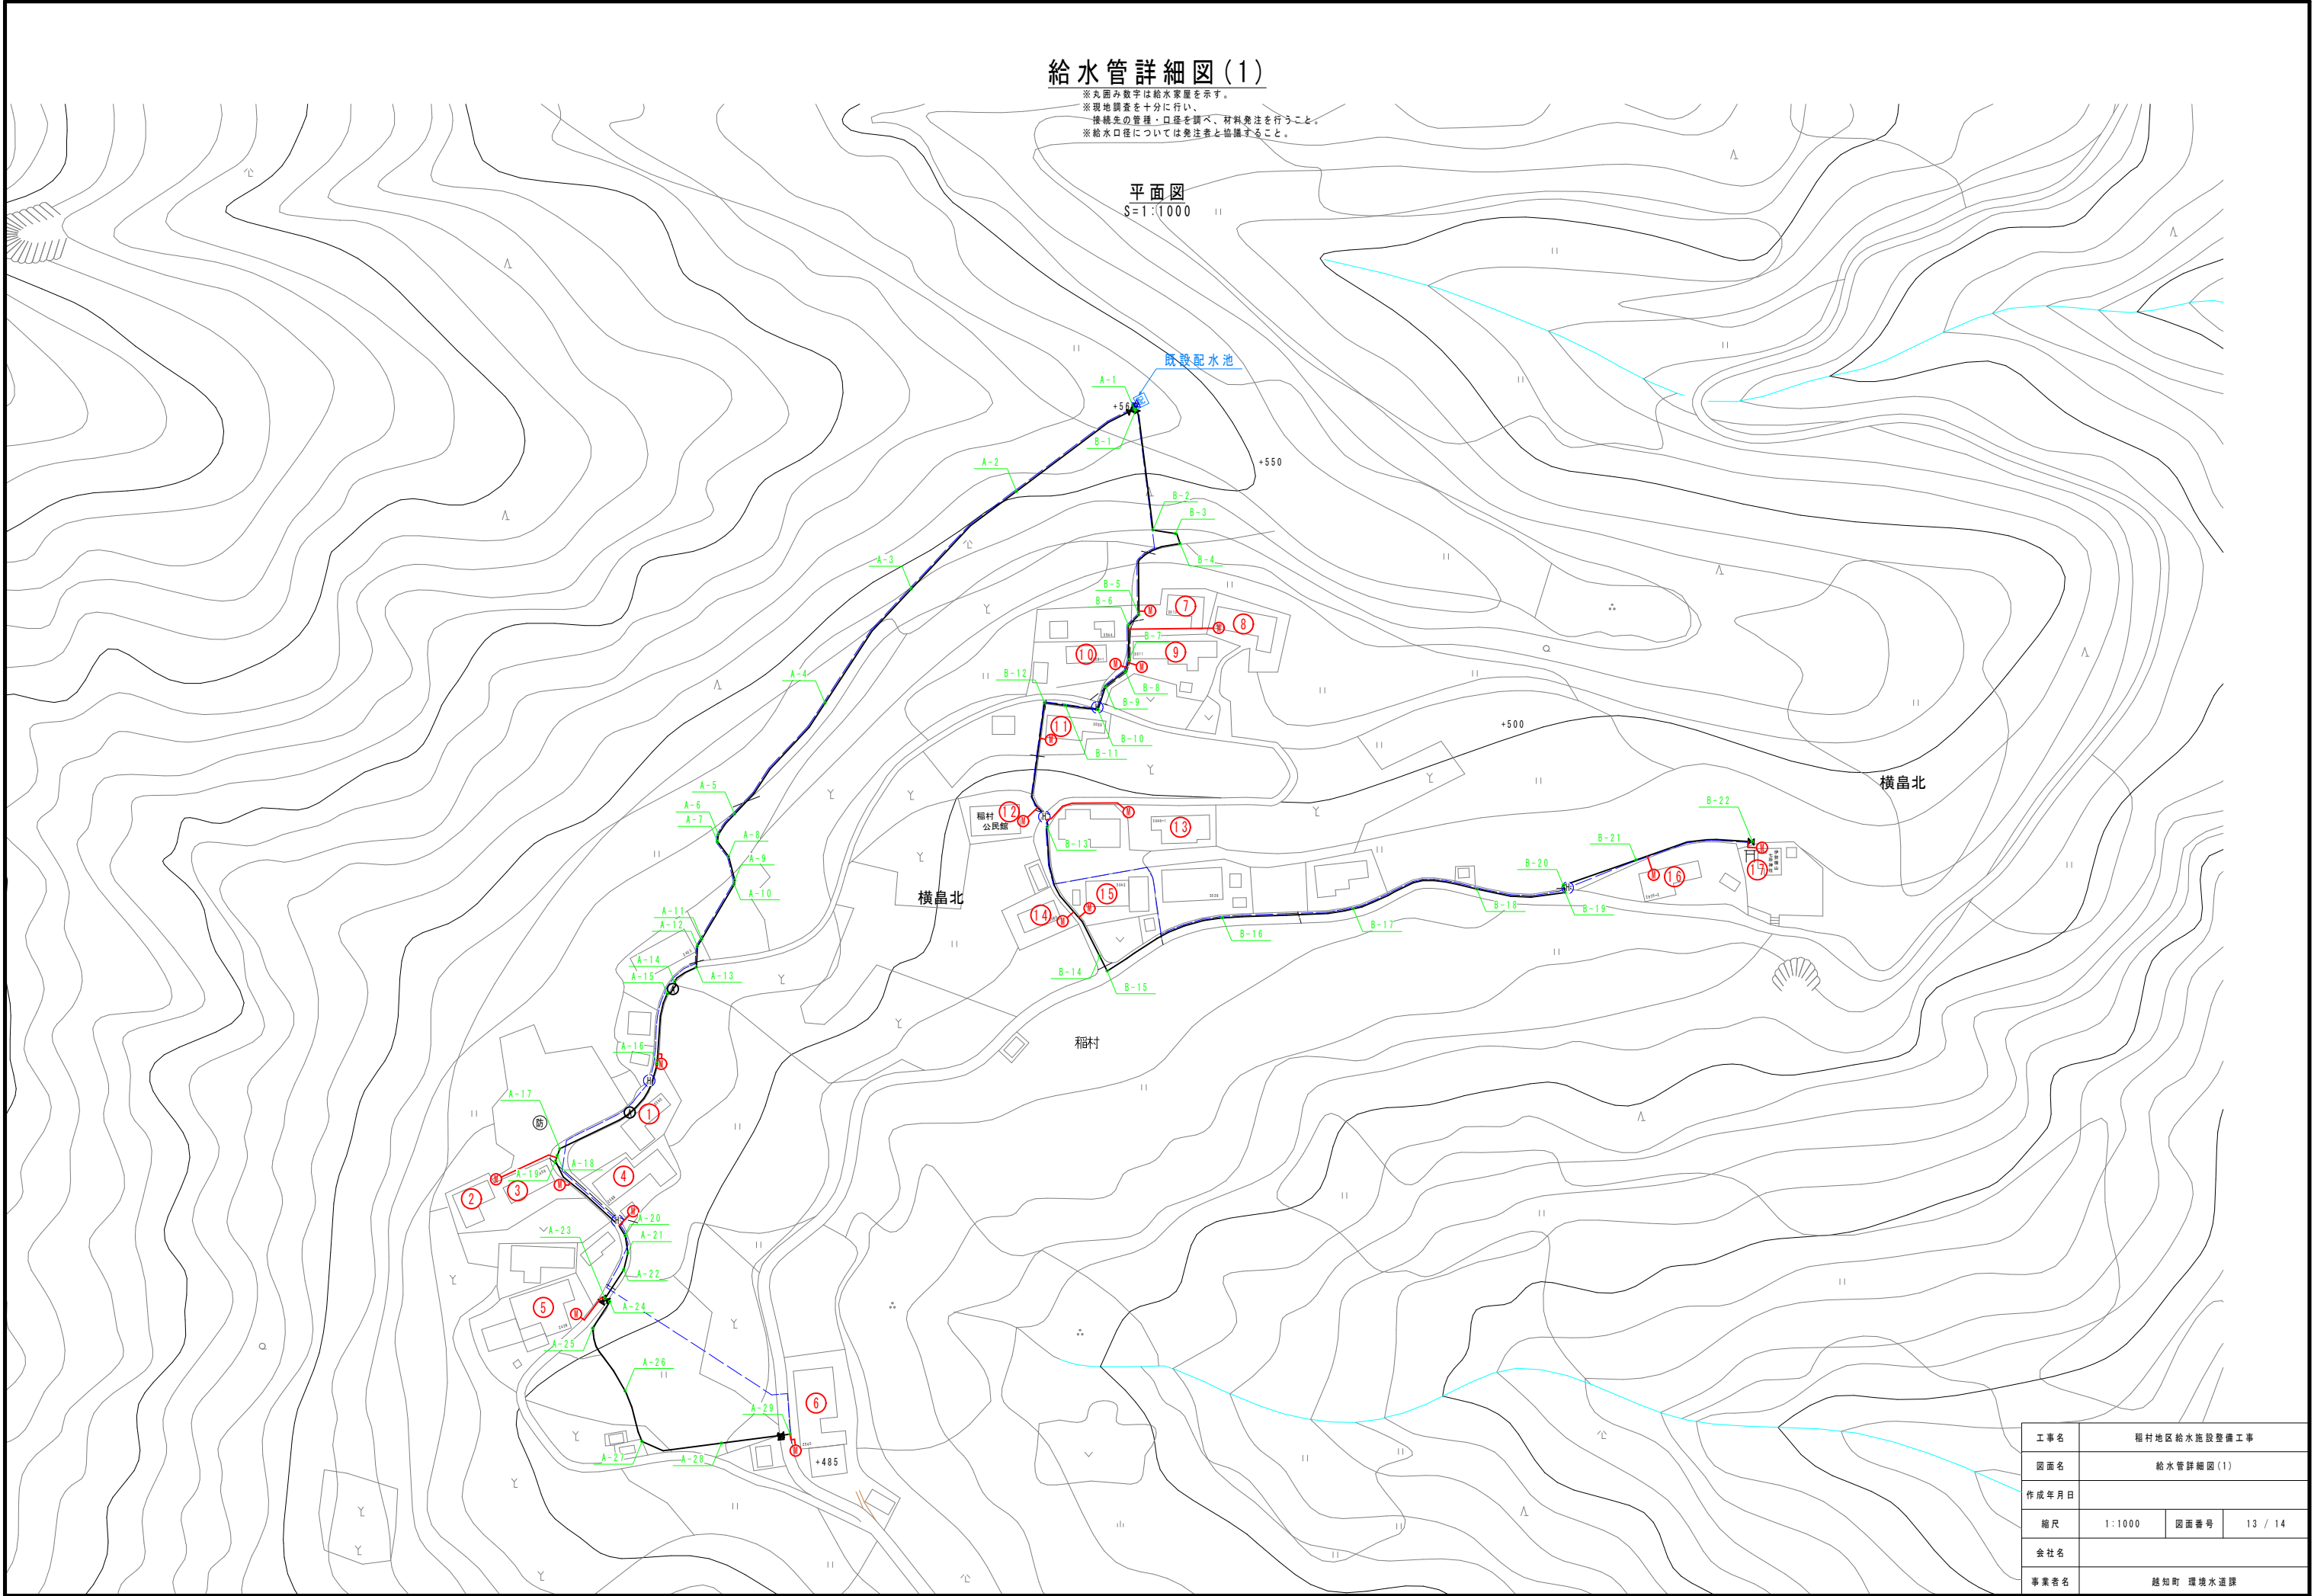 給水管詳細図(1)
※丸囲み数字は給水家屋を示す。
※現地調査を十分に行い、
接続先の管種・口径を調べ、材料発注を行うこと。
※給水口径については発注者と協議すること。
平面図
S=1:1000
既設配水池
A-1
B-1
A-2
+550
B-2
B-3
B-4
A-3
B-5
B-6
7
8
B-7
9
10
B-12
A-4
B-8
B-9
11
B-10
B-11
+500
横畠北
A-5
A-6
A-7
A-8
A-9
A-10
12
稲村
公民館
13
B-13
B-22
B-21
B-20
16
17
B-19
B-18
B-17
B-16
横畠北
14
15
B-14
B-15
A-11
A-12
A-13
A-14
A-15
稲村
A-16
H
A-17
1
防
A-18
A-19
2
3
4
A-20
A-21
A-22
A-23
A-24
5
A-25
A-26
6
A-29
A-27
A-28
+485
工事名 稲村地区給水施設整備工事
図面名 給水管詳細図(1)
作成年月日
縮尺 1:1000 図面番号 13 / 14
会社名
事業者名 越知町 環境水道課